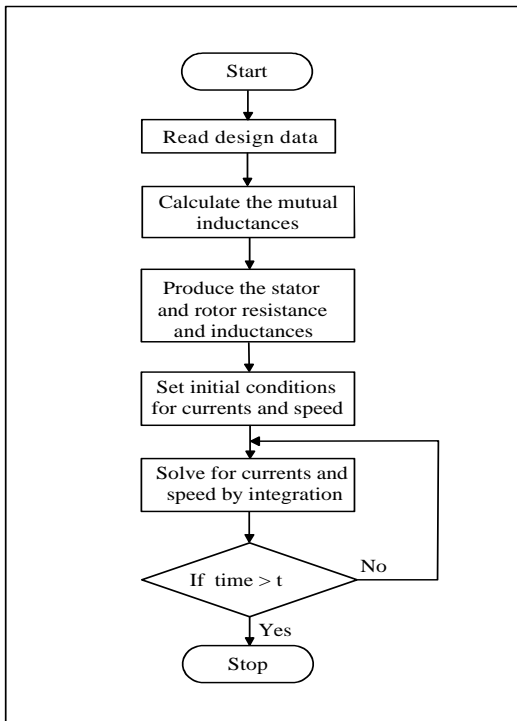 Start
Read design data
Calculate the mutual
inductances
Produce the stator
and rotor resistance
and inductances
Set initial conditions
for currents and speed
Solve for currents and
speed by integration
If time > t
No
Yes
Stop